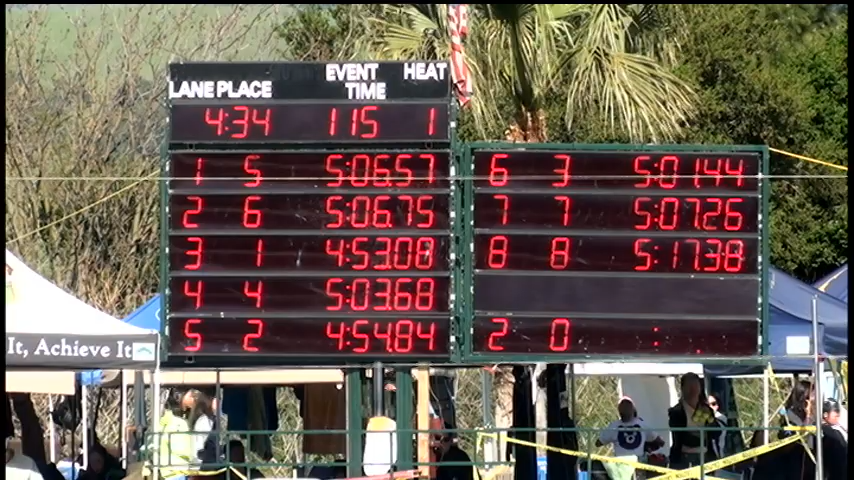 EVENT HEAT
LANE PLACE TIME
4:34 115 1
1 5 5:06.57
2 6 5:06.75
3 1 4:53.08
4 4 5:03.68
5 2 4:54.84
6 3 5:01.44
7 7 5:07.26
8 8 5:17.38
2 0 : .
It, Achieve It